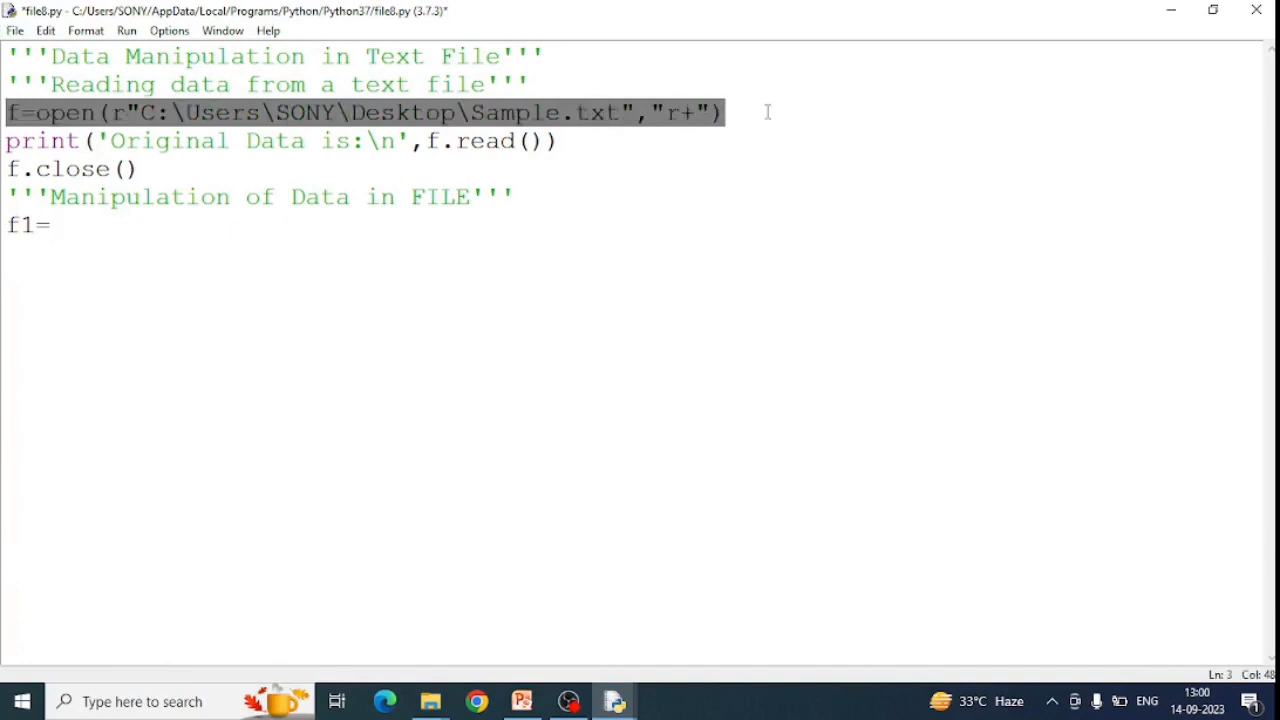 *file8.py - C:/Users/SONY/AppData/Local/Programs/Python/Python37/file8.py (3.7.3)*
File Edit Format Run Options Window Help
'''Data Manipulation in Text File'''
'''Reading data from a text file'''
f=open(r"C:\Users\SONY\Desktop\Sample.txt","r+")
print('Original Data is:\n',f.read())
f.close()
'''Manipulation of Data in FILE'''
f1=
Ln: 3 Col: 48
Type here to search
33°C Haze
ENG
13:00
14-09-2023
1